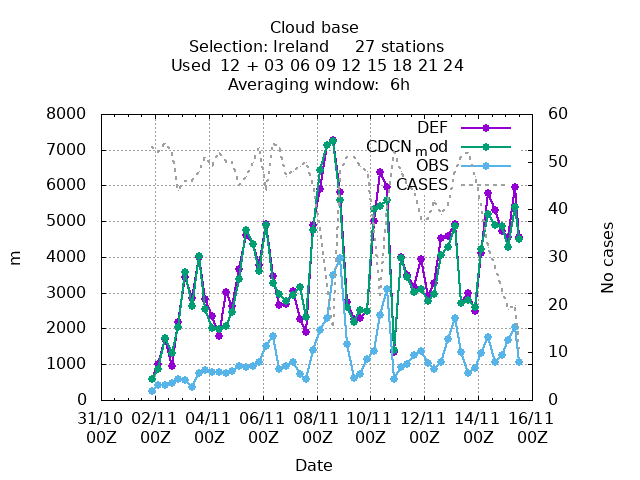 Cloud base
Selection: Ireland 27 stations
Used 12 + 03 06 09 12 15 18 21 24
Averaging window: 6h
8000
7000
6000
5000
4000
3000
2000
1000
0
m
60
50
40
30
20
10
0
No cases
DEF
CDCN_mod
OBS
CASES
31/10 02/11 04/11 06/11 08/11 10/11 12/11 14/11 16/11
00Z 00Z 00Z 00Z 00Z 00Z 00Z 00Z 00Z
Date